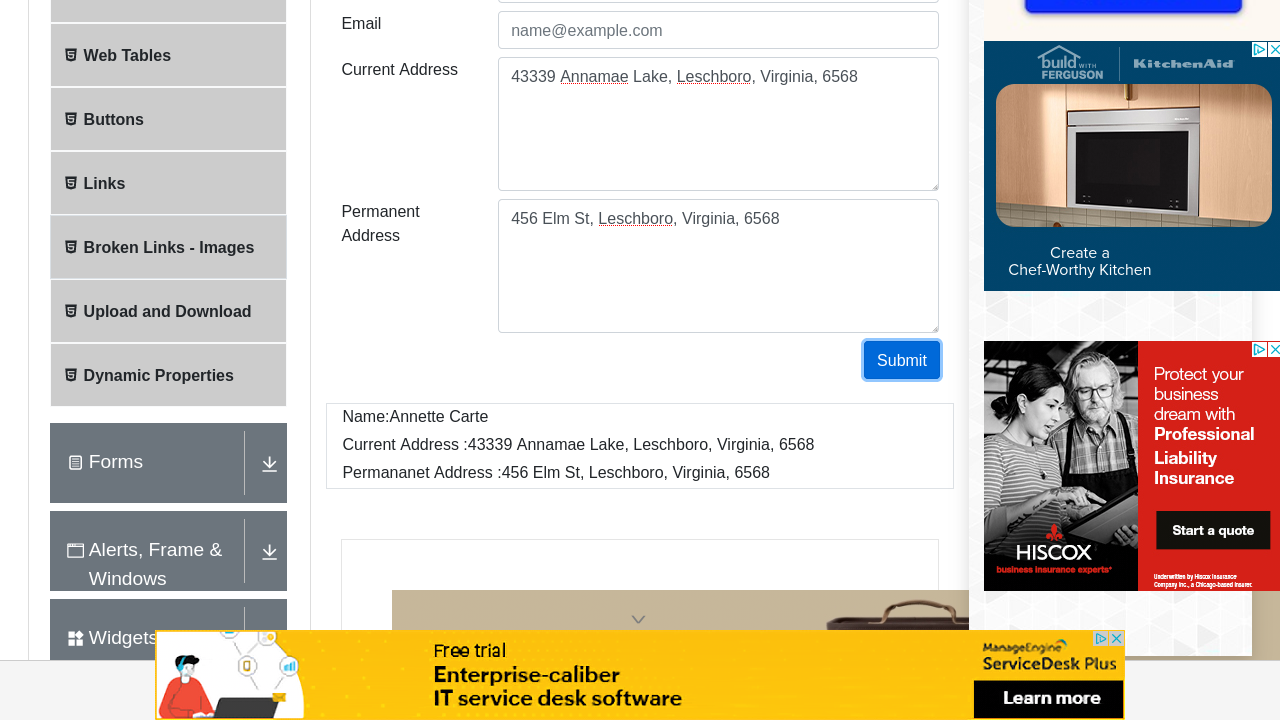 Email
name@example.com
Web Tables
Current Address
43339 Annamae Lake, Leschboro, Virginia, 6568
Buttons
Links
Permanent
Address
456 Elm St, Leschboro, Virginia, 6568
Broken Links - Images
Upload and Download
Dynamic Properties
Submit
Name:Annette Carte
Current Address :43339 Annamae Lake, Leschboro, Virginia, 6568
Permananet Address :456 Elm St, Leschboro, Virginia, 6568
Forms
Alerts, Frame &
Windows
Widgets
build WITH
FERGUSON
KitchenAid
Create a
Chef-Worthy Kitchen
Protect your
business
dream with
Professional
Liability
Insurance
Start a quote
HISCOX
business insurance experts
Underwritten by Hiscox Insurance
Company Inc., a Chicago-based insurer.
Free trial
Enterprise-caliber
IT service desk software
ManageEngine
ServiceDesk Plus
Learn more